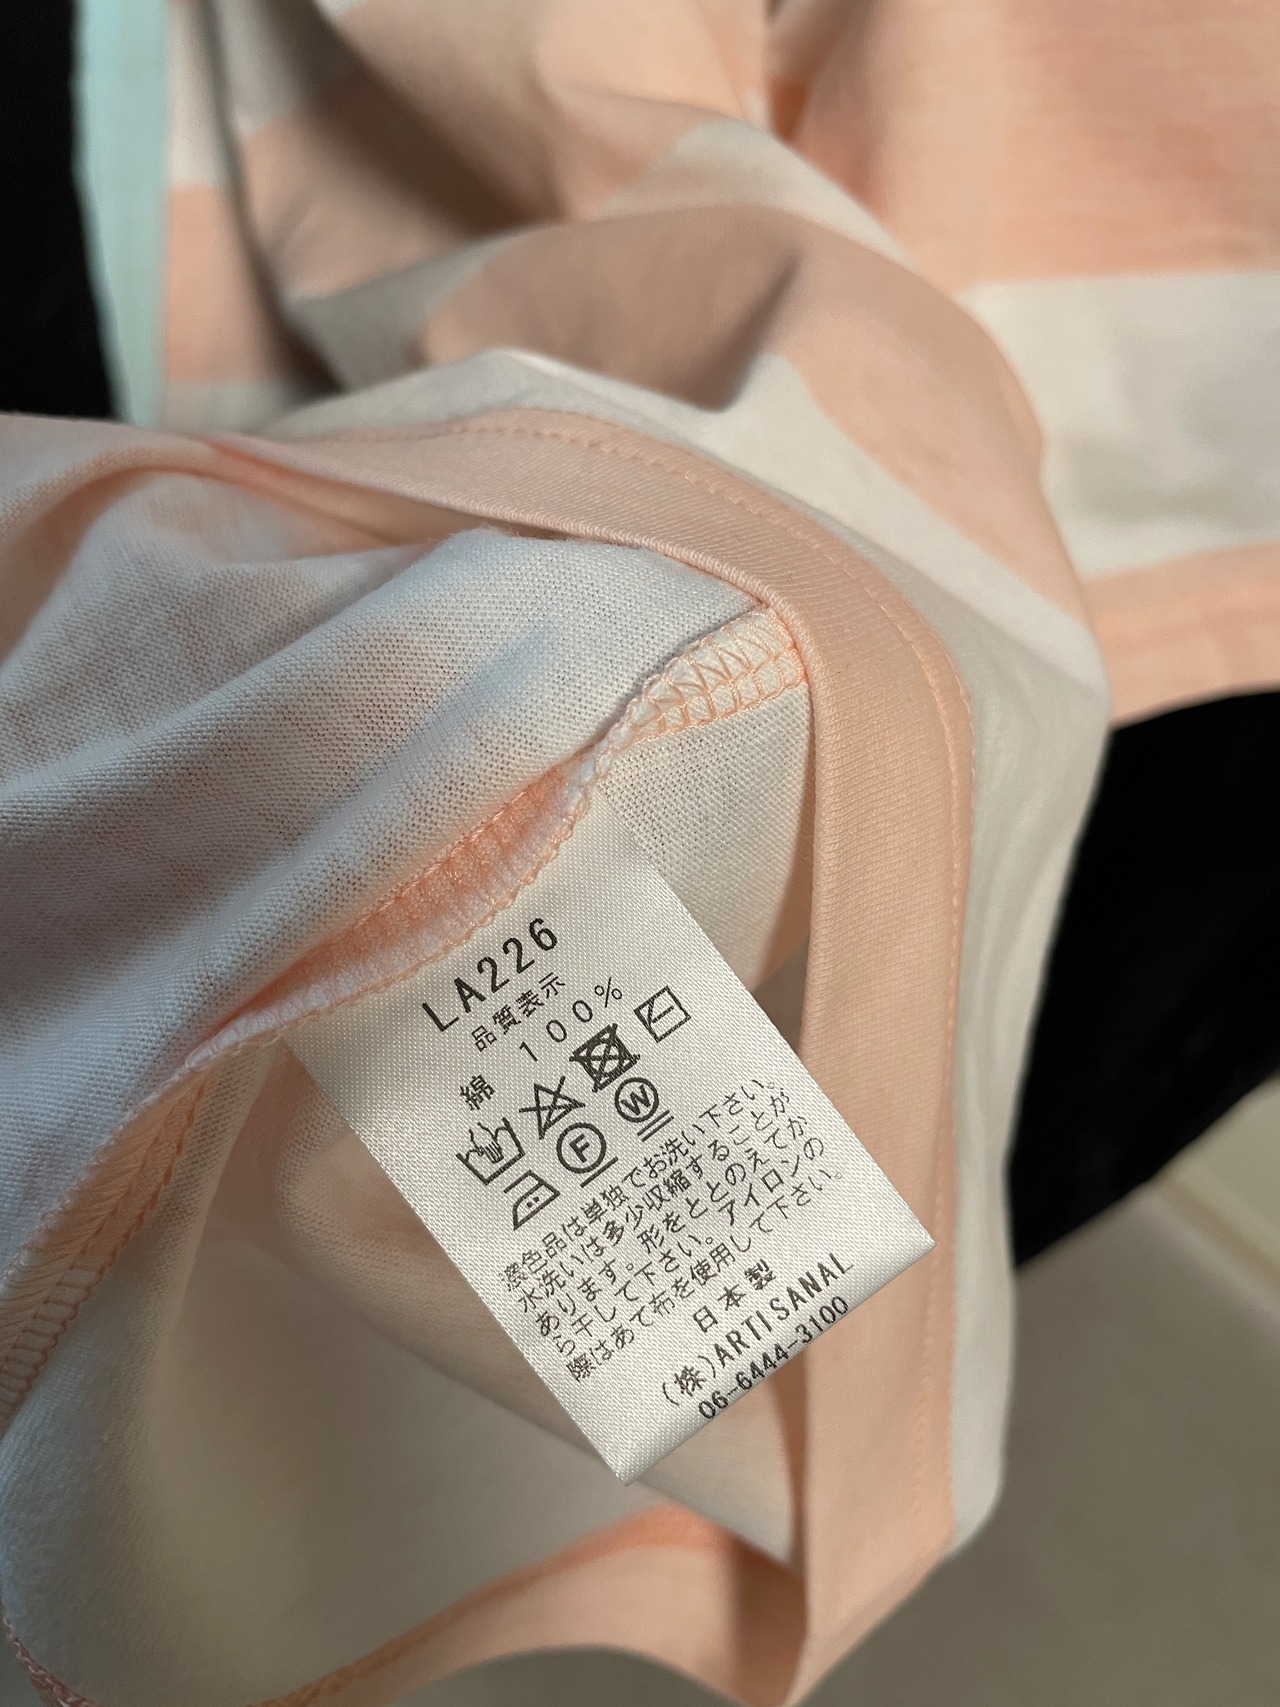 LA226
品質表示
綿 100%
F W
濃色品は単独でお洗い下さい。
水洗いは多少収縮することが
あります。形をととのえてか
ら干して下さい。アイロンの
際はあて布を使用して下さい。
日本製
(株)ARTISANAL
06-6444-3100